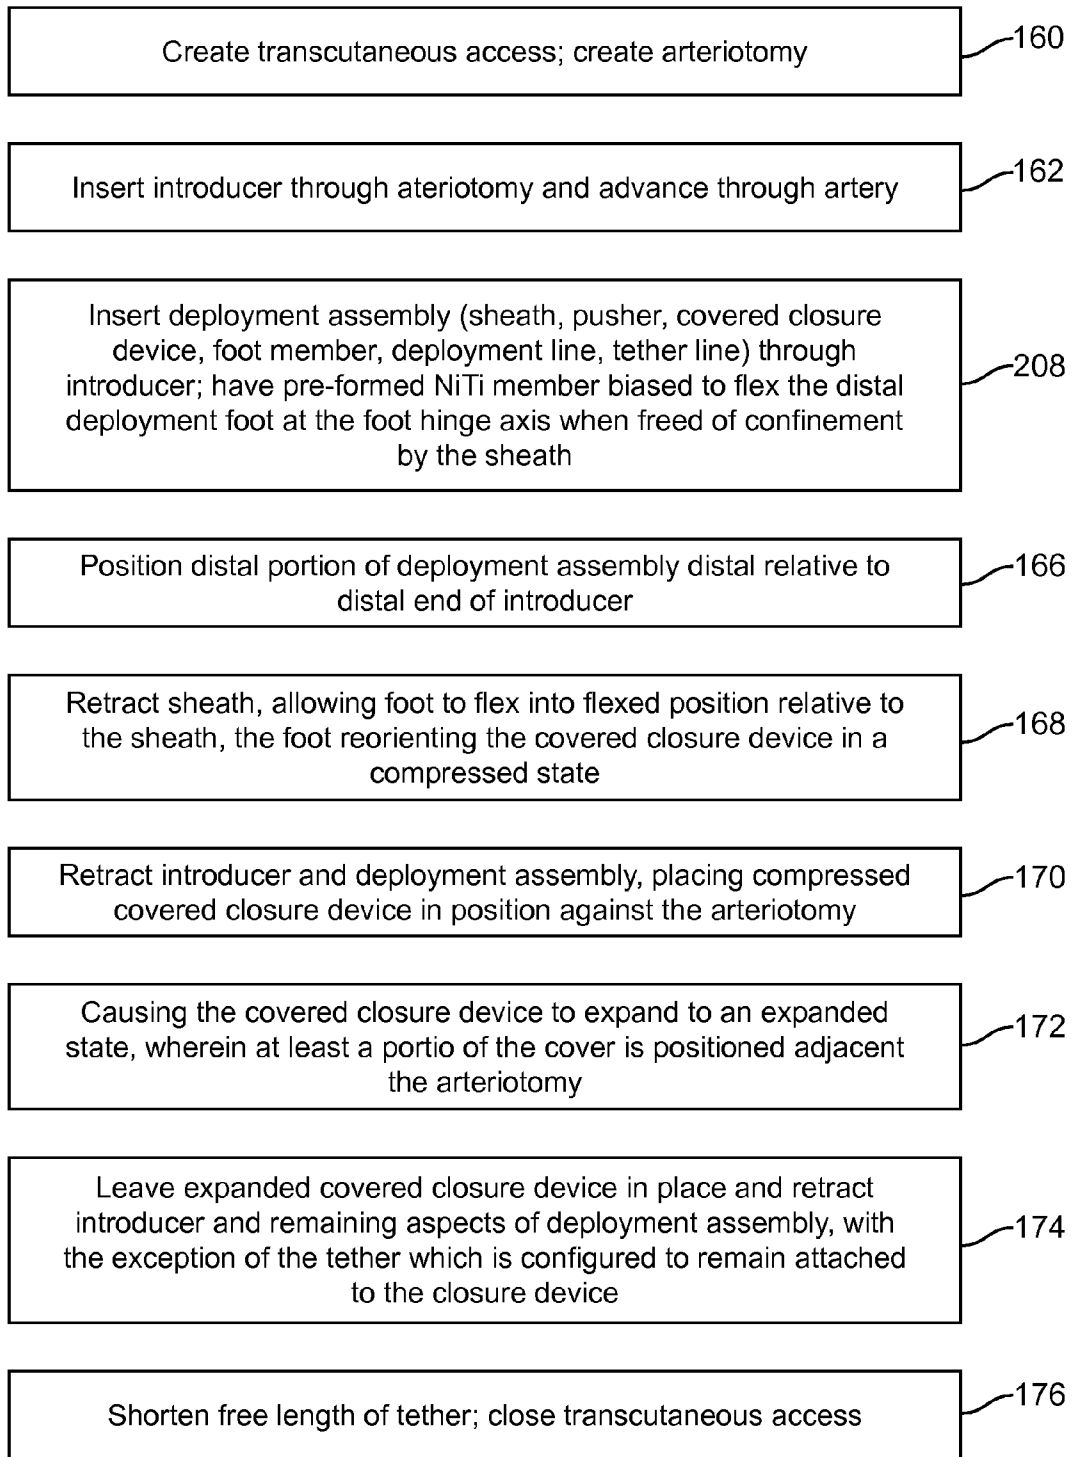 Create transcutaneous access; create arteriotomy
160
Insert introducer through ateriotomy and advance through artery
162
Insert deployment assembly (sheath, pusher, covered closure
device, foot member, deployment line, tether line) through
introducer; have pre-formed NiTi member biased to flex the distal
deployment foot at the foot hinge axis when freed of confinement
by the sheath
208
Position distal portion of deployment assembly distal relative to
distal end of introducer
166
Retract sheath, allowing foot to flex into flexed position relative to
the sheath, the foot reorienting the covered closure device in a
compressed state
168
Retract introducer and deployment assembly, placing compressed
covered closure device in position against the arteriotomy
170
Causing the covered closure device to expand to an expanded
state, wherein at least a portio of the cover is positioned adjacent
the arteriotomy
172
Leave expanded covered closure device in place and retract
introducer and remaining aspects of deployment assembly, with
the exception of the tether which is configured to remain attached
to the closure device
174
Shorten free length of tether; close transcutaneous access
176